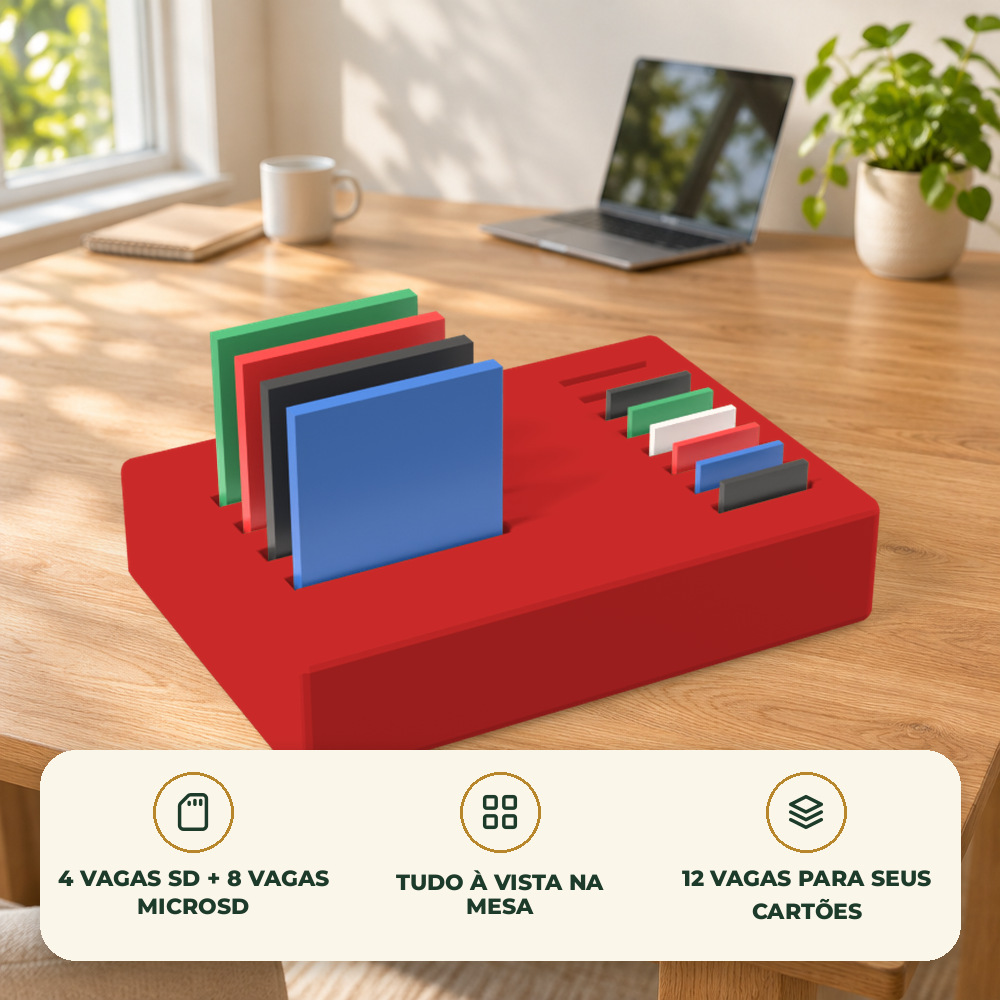 4 VAGAS SD + 8 VAGAS
MICROSD
TUDO À VISTA NA
MESA
12 VAGAS PARA SEUS
CARTÕES